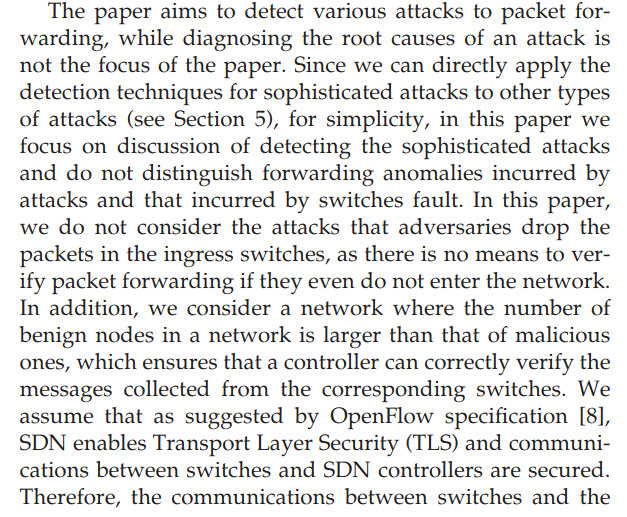 The paper aims to detect various attacks to packet for-
warding, while diagnosing the root causes of an attack is
not the focus of the paper. Since we can directly apply the
detection techniques for sophisticated attacks to other types
of attacks (see Section 5), for simplicity, in this paper we
focus on discussion of detecting the sophisticated attacks
and do not distinguish forwarding anomalies incurred by
attacks and that incurred by switches fault. In this paper,
we do not consider the attacks that adversaries drop the
packets in the ingress switches, as there is no means to ver-
ify packet forwarding if they even do not enter the network.
In addition, we consider a network where the number of
benign nodes in a network is larger than that of malicious
ones, which ensures that a controller can correctly verify the
messages collected from the corresponding switches. We
assume that as suggested by OpenFlow specification [8],
SDN enables Transport Layer Security (TLS) and communi-
cations between switches and SDN controllers are secured.
Therefore, the communications between switches and the